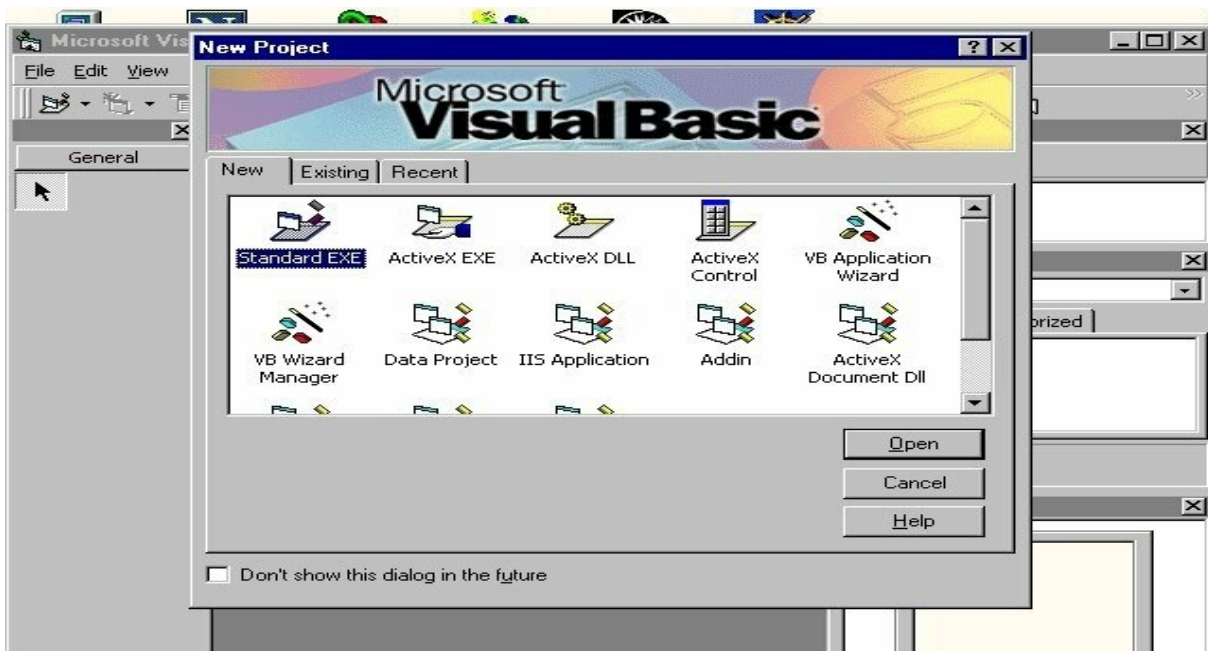 Microsoft Vis
New Project
File Edit View
Microsoft
Visual Basic
General
New Existing Recent
Standard EXE ActiveX EXE ActiveX DLL ActiveX Control VB Application Wizard
VB Wizard Manager Data Project IIS Application Addin ActiveX Document Dll
orized
Open
Cancel
Help
Don't show this dialog in the future